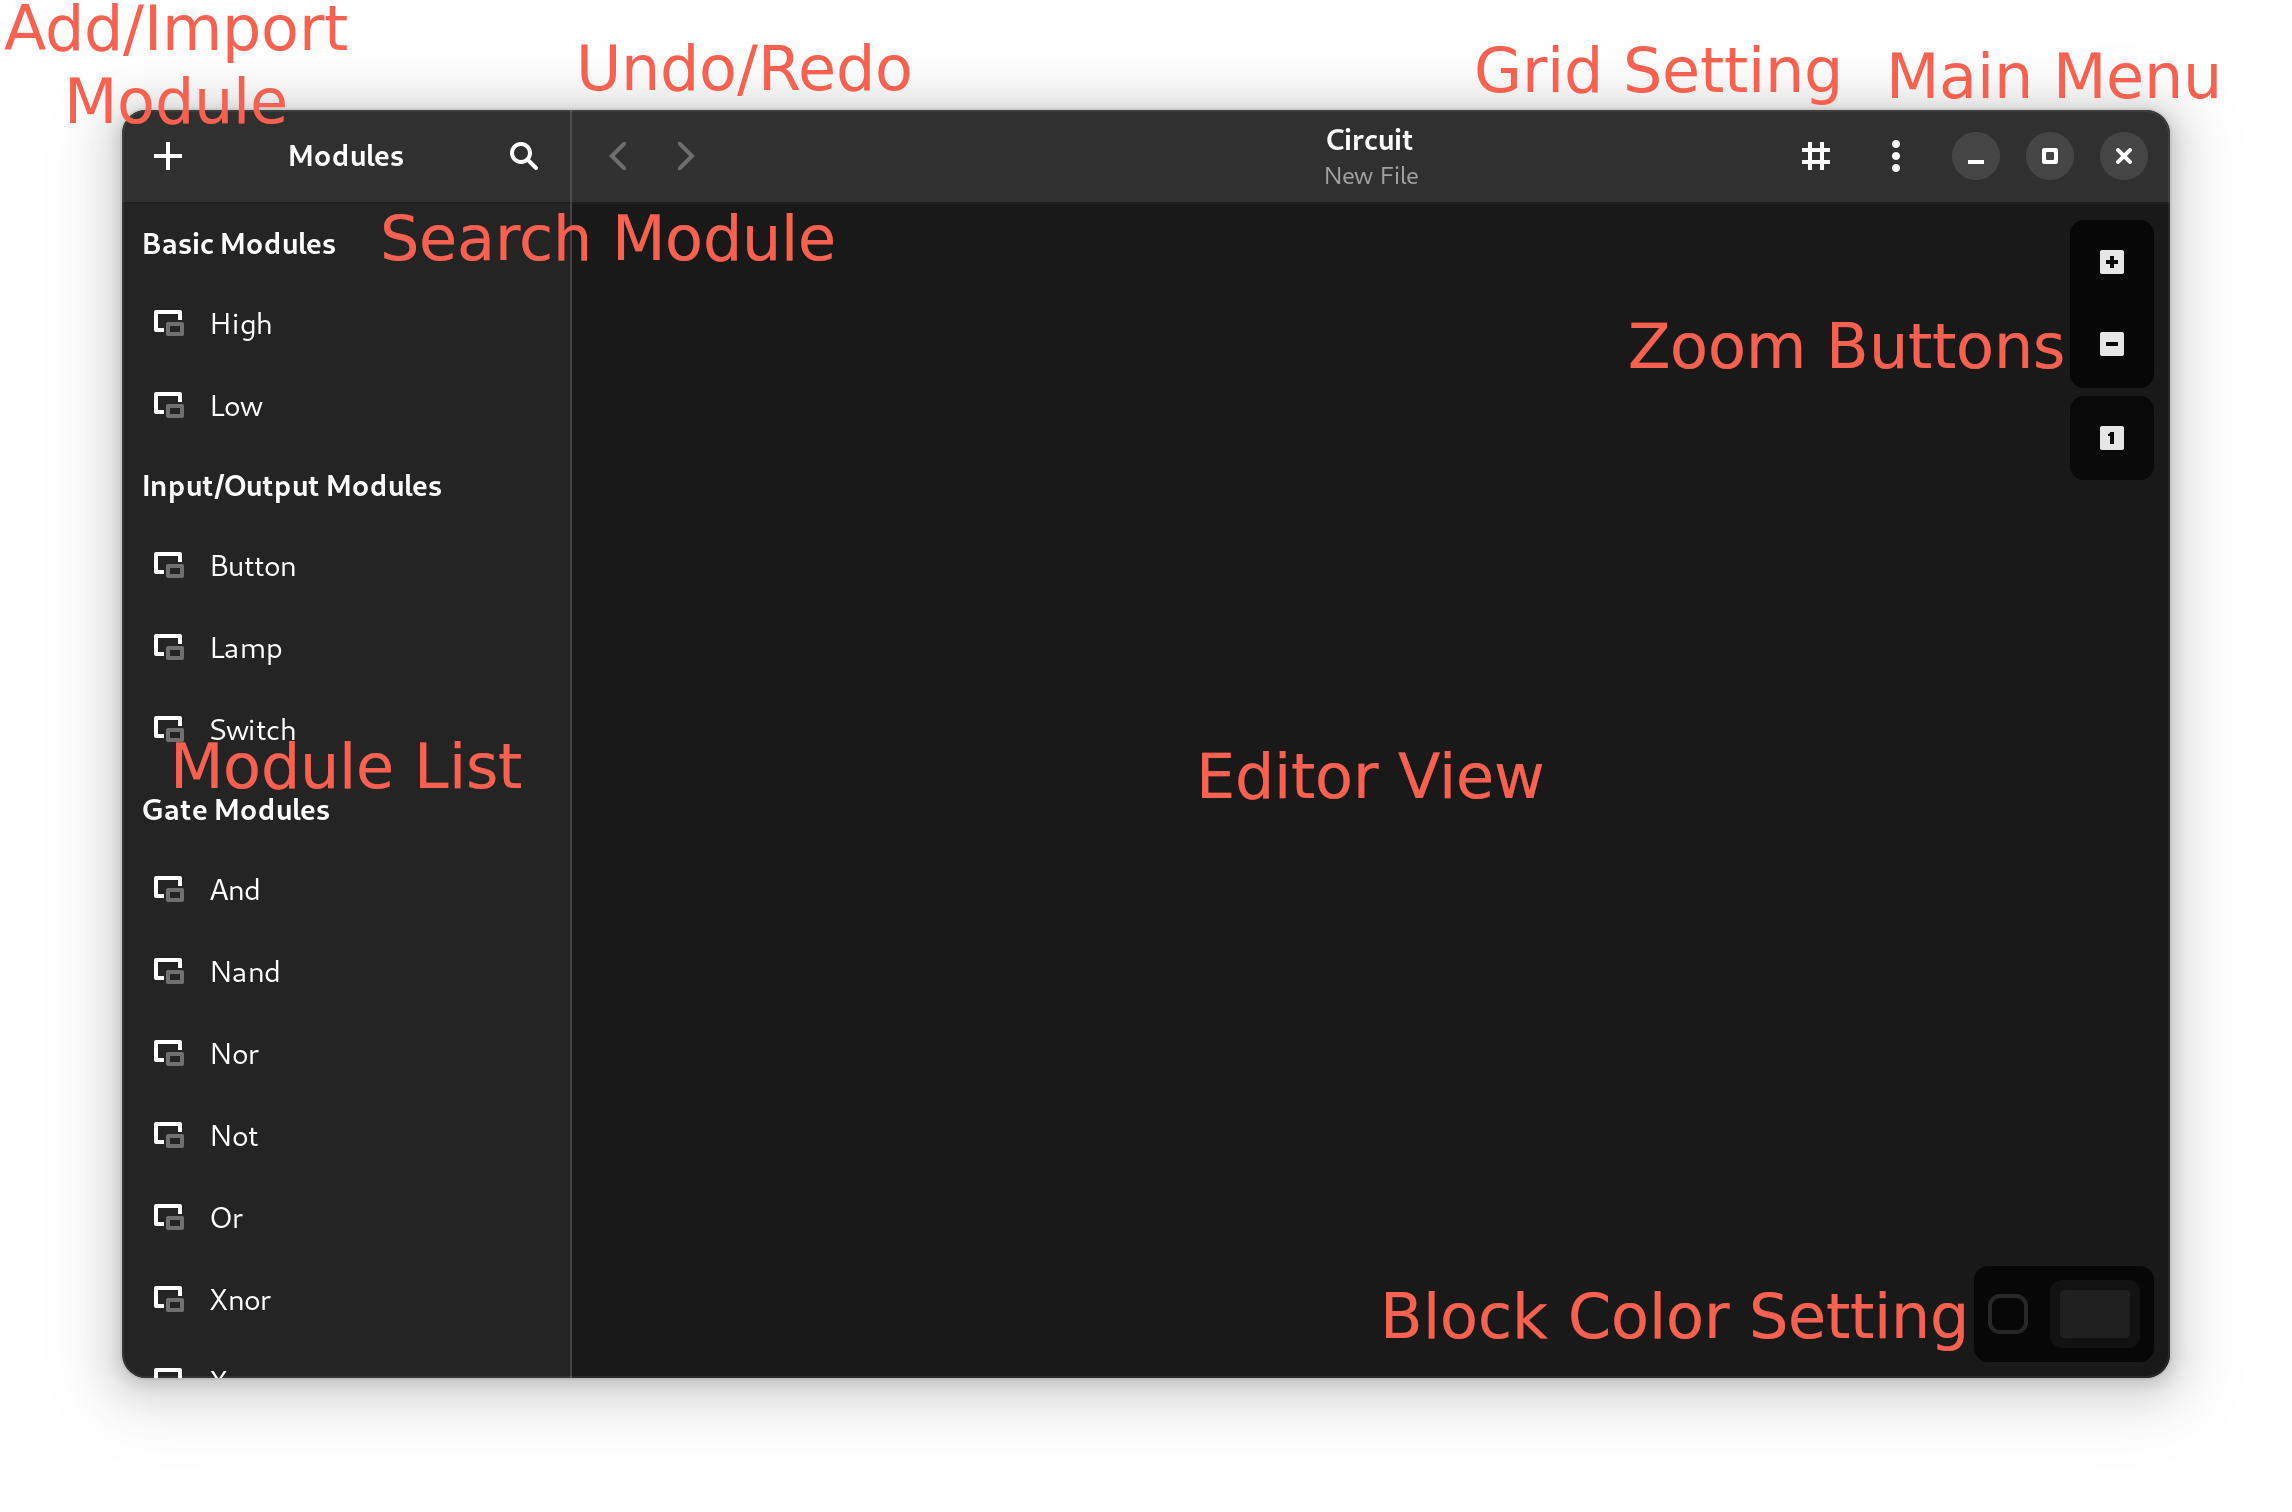 Add/Import
Module
Undo/Redo
Grid Setting
Main Menu
Modules
Circuit
New File
Search Module
Basic Modules
High
Low
Zoom Buttons
1
Input/Output Modules
Button
Lamp
Switch
Module List
Editor View
Gate Modules
And
Nand
Nor
Not
Or
Xnor
Block Color Setting